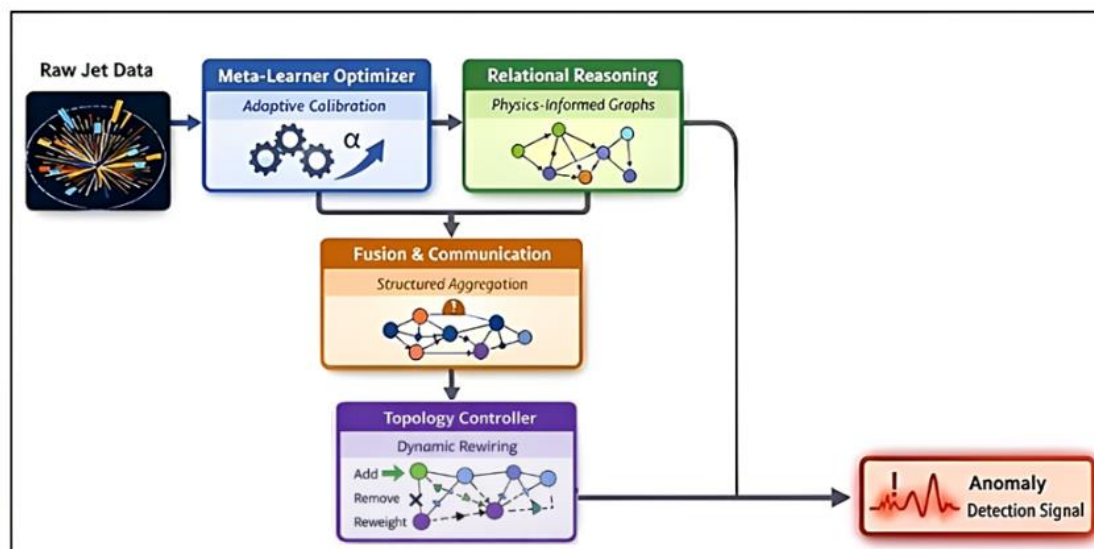 Raw Jet Data
Meta-Learner Optimizer
Adaptive Calibration
α
Relational Reasoning
Physics-Informed Graphs
Fusion & Communication
Structured Aggregation
!
Topology Controller
Dynamic Rewiring
Add
Remove
Reweight
!
Anomaly
Detection Signal